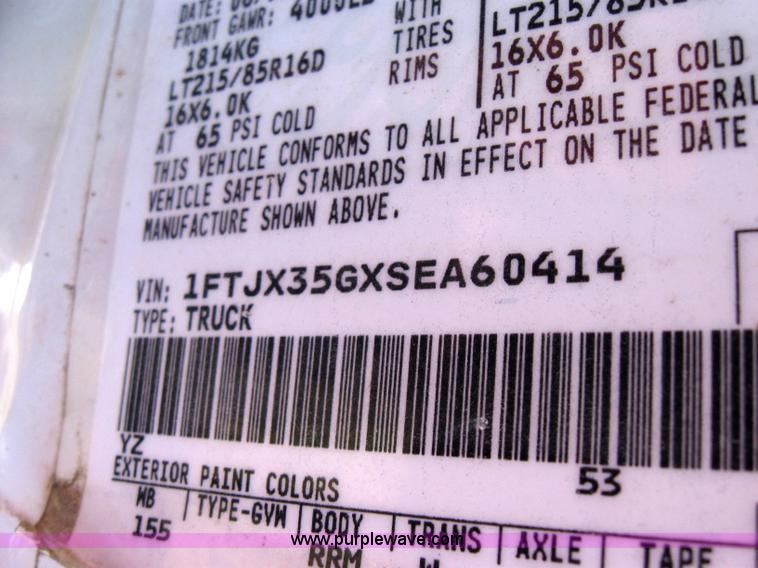 DATE:
FRONT GAWR:
1814KG
LT215/85R16D
16X6.0K
AT 65 PSI COLD
WITH
TIRES
RIMS
16X6.0K
AT 65 PSI COLD
THIS VEHICLE CONFORMS TO ALL APPLICABLE FEDERAL
VEHICLE SAFETY STANDARDS IN EFFECT ON THE DATE
MANUFACTURE SHOWN ABOVE.
VIN: 1FTJX35GXSEA60414
TYPE: TRUCK
YZ
53
EXTERIOR PAINT COLORS
WB TYPE-GVW BODY TRANS AXLE TAPE
155 RRM
www.purplewave.com